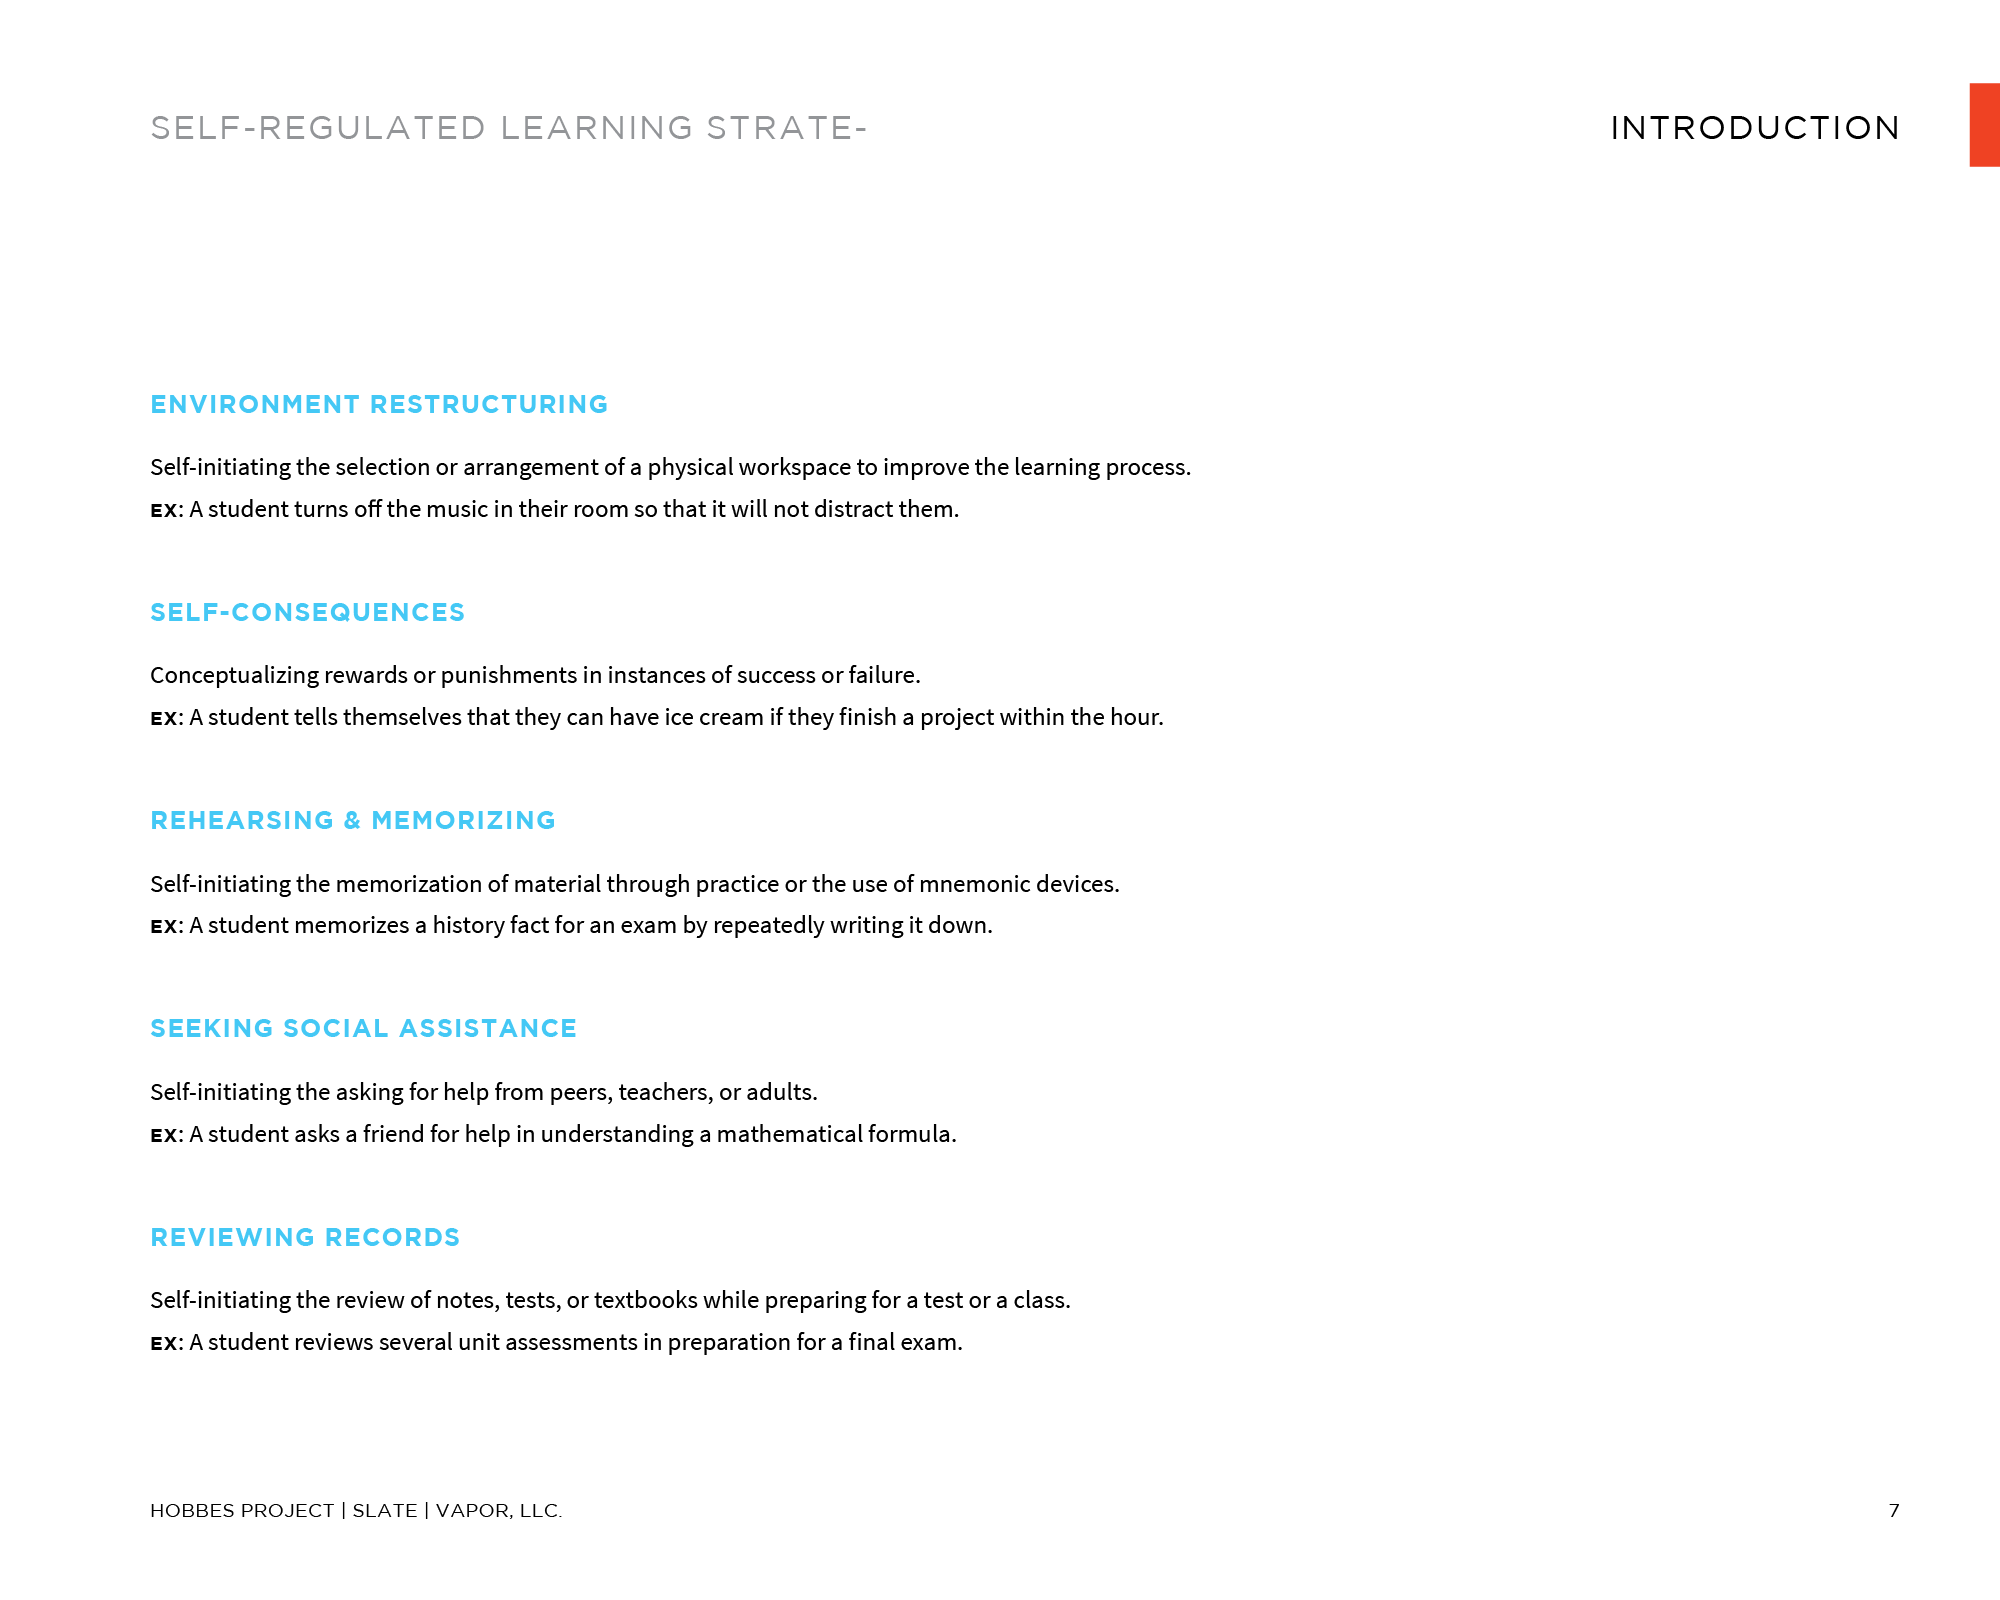 SELF-REGULATED LEARNING STRATE-
INTRODUCTION
ENVIRONMENT RESTRUCTURING
Self-initiating the selection or arrangement of a physical workspace to improve the learning process.
EX: A student turns off the music in their room so that it will not distract them.
SELF-CONSEQUENCES
Conceptualizing rewards or punishments in instances of success or failure.
EX: A student tells themselves that they can have ice cream if they finish a project within the hour.
REHEARSING & MEMORIZING
Self-initiating the memorization of material through practice or the use of mnemonic devices.
EX: A student memorizes a history fact for an exam by repeatedly writing it down.
SEEKING SOCIAL ASSISTANCE
Self-initiating the asking for help from peers, teachers, or adults.
EX: A student asks a friend for help in understanding a mathematical formula.
REVIEWING RECORDS
Self-initiating the review of notes, tests, or textbooks while preparing for a test or a class.
EX: A student reviews several unit assessments in preparation for a final exam.
HOBBES PROJECT | SLATE | VAPOR, LLC.
7